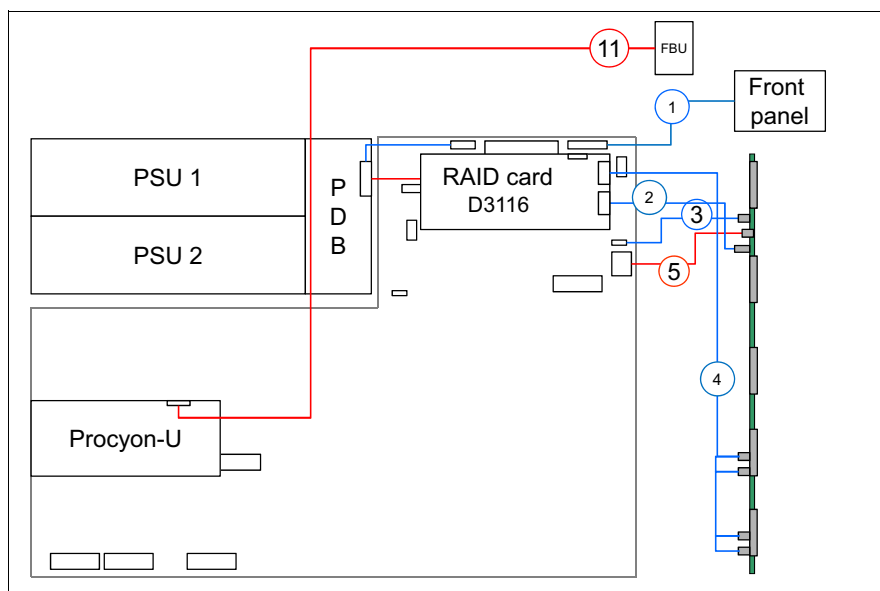 11
FBU
1
Front
panel
PSU 1
PSU 2
P
D
B
RAID card
D3116
2
3
5
4
Procyon-U